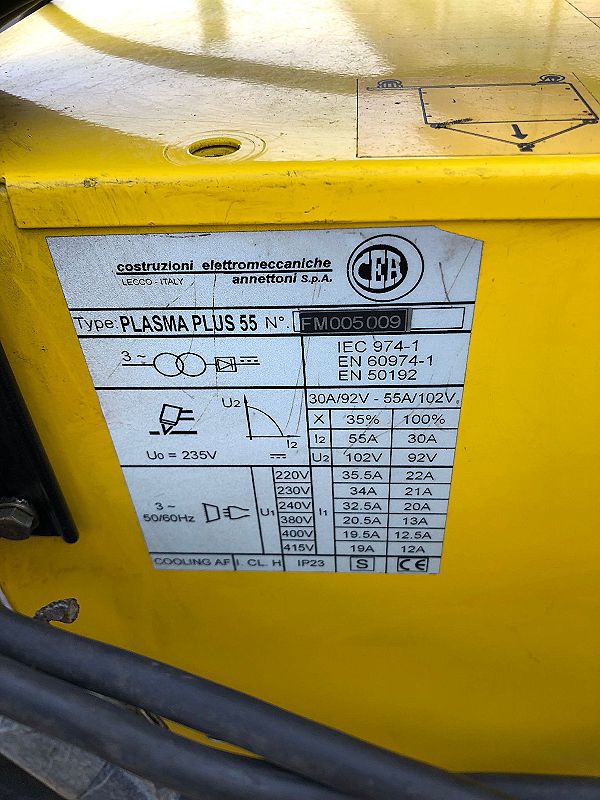 costruzioni elettromeccaniche
LECCO - ITALY annettoni S.p.A.
CEA
Type: PLASMA PLUS 55 N°. FM005009
3 ~
IEC 974-1
EN 60974-1
EN 50192
30A/92V - 55A/102V
U2
X 35% 100%
I2
I2 55A 30A
Uo = 235V
U2 102V 92V
220V 35.5A 22A
230V 34A 21A
3 ~
50/60Hz
U1
240V
I1
32.5A 20A
380V 20.5A 13A
400V 19.5A 12.5A
415V 19A 12A
COOLING AF I. CL. H IP23 S CE